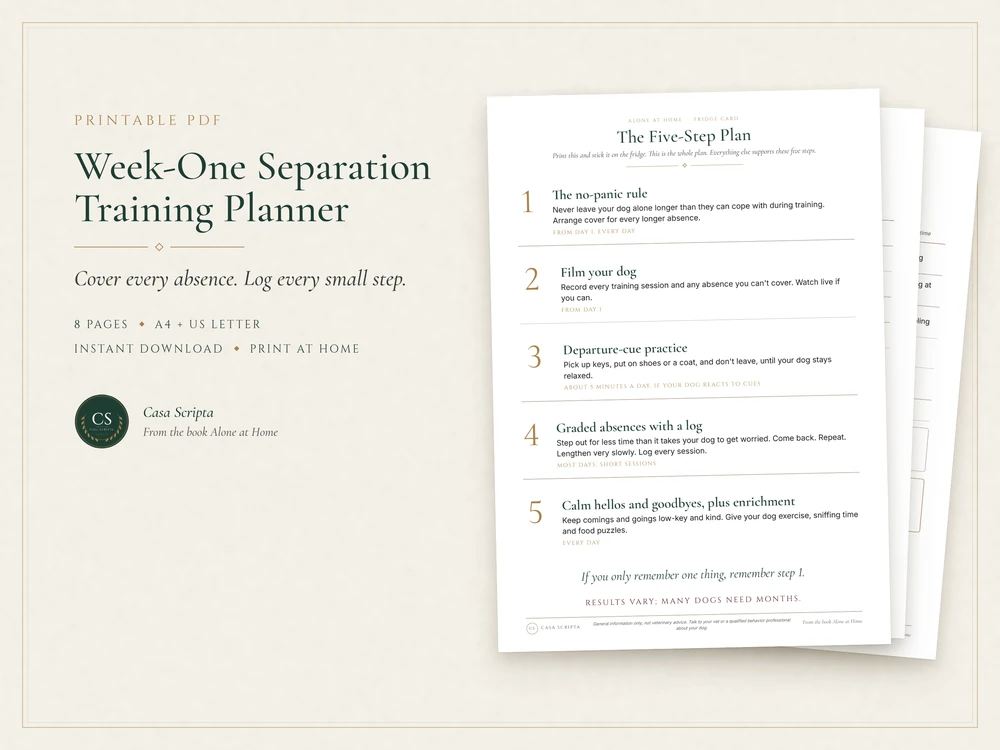 PRINTABLE PDF
Week-One Separation
Training Planner
Cover every absence. Log every small step.
8 PAGES ◆ A4 + US LETTER
INSTANT DOWNLOAD ◆ PRINT AT HOME
CS
CASA SCRIPTA
Casa Scripta
From the book Alone at Home
ALONE AT HOME FRIDGE CARD
The Five-Step Plan
Print this and stick it on the fridge. This is the whole plan. Everything else supports these five steps.
1
The no-panic rule
Never leave your dog alone longer than they can cope with during training.
Arrange cover for every longer absence.
FROM DAY 1, EVERY DAY
2
Film your dog
Record every training session and any absence you can't cover. Watch live if
you can.
FROM DAY 1
3
Departure-cue practice
Pick up keys, put on shoes or a coat, and don't leave, until your dog stays
relaxed.
ABOUT 5 MINUTES A DAY, IF YOUR DOG REACTS TO CUES
4
Graded absences with a log
Step out for less time than it takes your dog to get worried. Come back. Repeat.
Lengthen very slowly. Log every session.
MOST DAYS, SHORT SESSIONS
5
Calm hellos and goodbyes, plus enrichment
Keep comings and goings low-key and kind. Give your dog exercise, sniffing time
and food puzzles.
EVERY DAY
If you only remember one thing, remember step 1.
RESULTS VARY; MANY DOGS NEED MONTHS.
CS CASA SCRIPTA
General information only, not veterinary advice. Talk to your vet or a qualified behavior professional
about your dog.
From the book Alone at Home
time
g
g at
ling